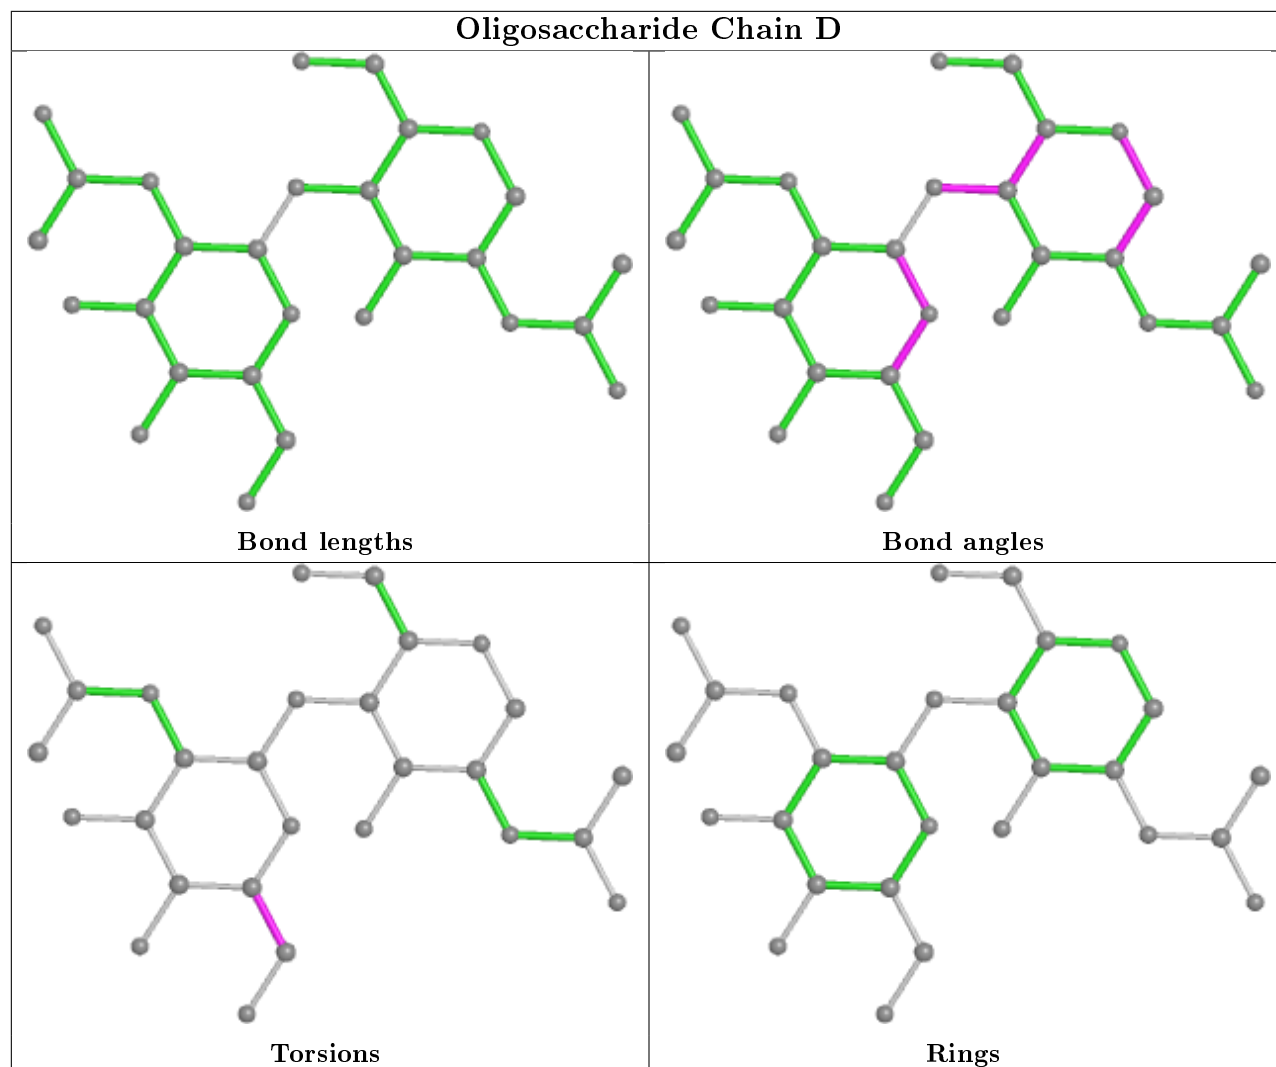 Oligosaccharide Chain D
Bond lengths
Bond angles
Torsions
Rings